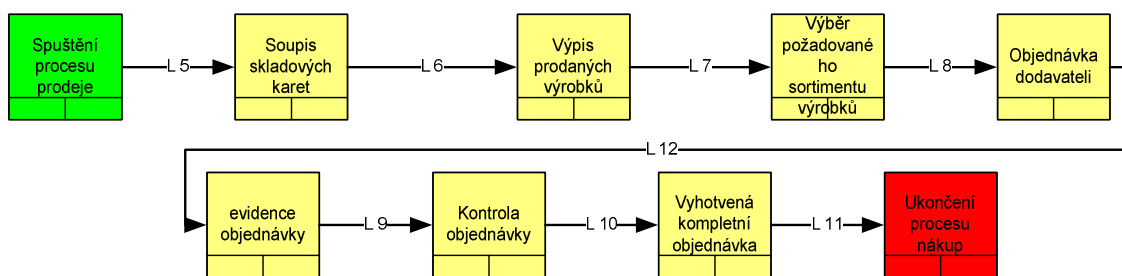 Spuštění
procesu
prodeje
L 5
Soupis
skladových
karet
L 6
Výpis
prodaných
výrobků
L 7
Výběr
požadované
ho
sortimentu
výrobků
L 8
Objednávka
dodavateli
L 12
evidence
objednávky
L 9
Kontrola
objednávky
L 10
Vyhotvená
kompletní
objednávka
L 11
Ukončení
procesu
nákup